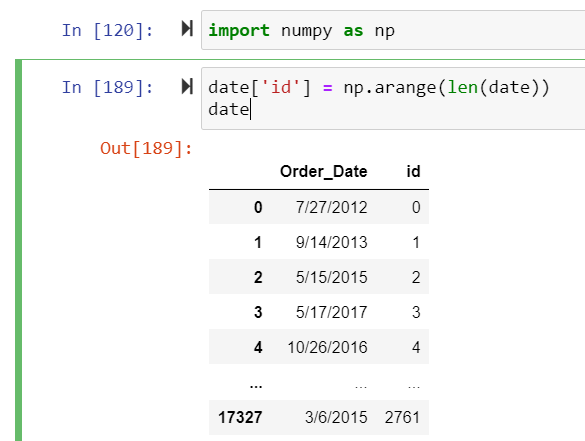 In [120]: import numpy as np
In [189]: date['id'] = np.arange(len(date))
date
Out[189]:
Order_Date id
0 7/27/2012 0
1 9/14/2013 1
2 5/15/2015 2
3 5/17/2017 3
4 10/26/2016 4
... ... ...
17327 3/6/2015 2761